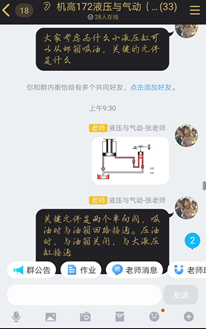 18
机高172液压与气动（... (33)
28人在线
大家考虑为什么小液压缸可
以从邮箱吸油，关键的元件
是什么
你和群内衡怡给有多个共同好友，点击添加好友。
上午9:30
老师 液压与气动-张老师
老师 液压与气动-张老师
关键元件是两个单向阀，吸
油时与油箱回路接通。压油
时，与油箱关闭，与大液压
缸接通
2
群公告
作业
老师消息
老师助
发送